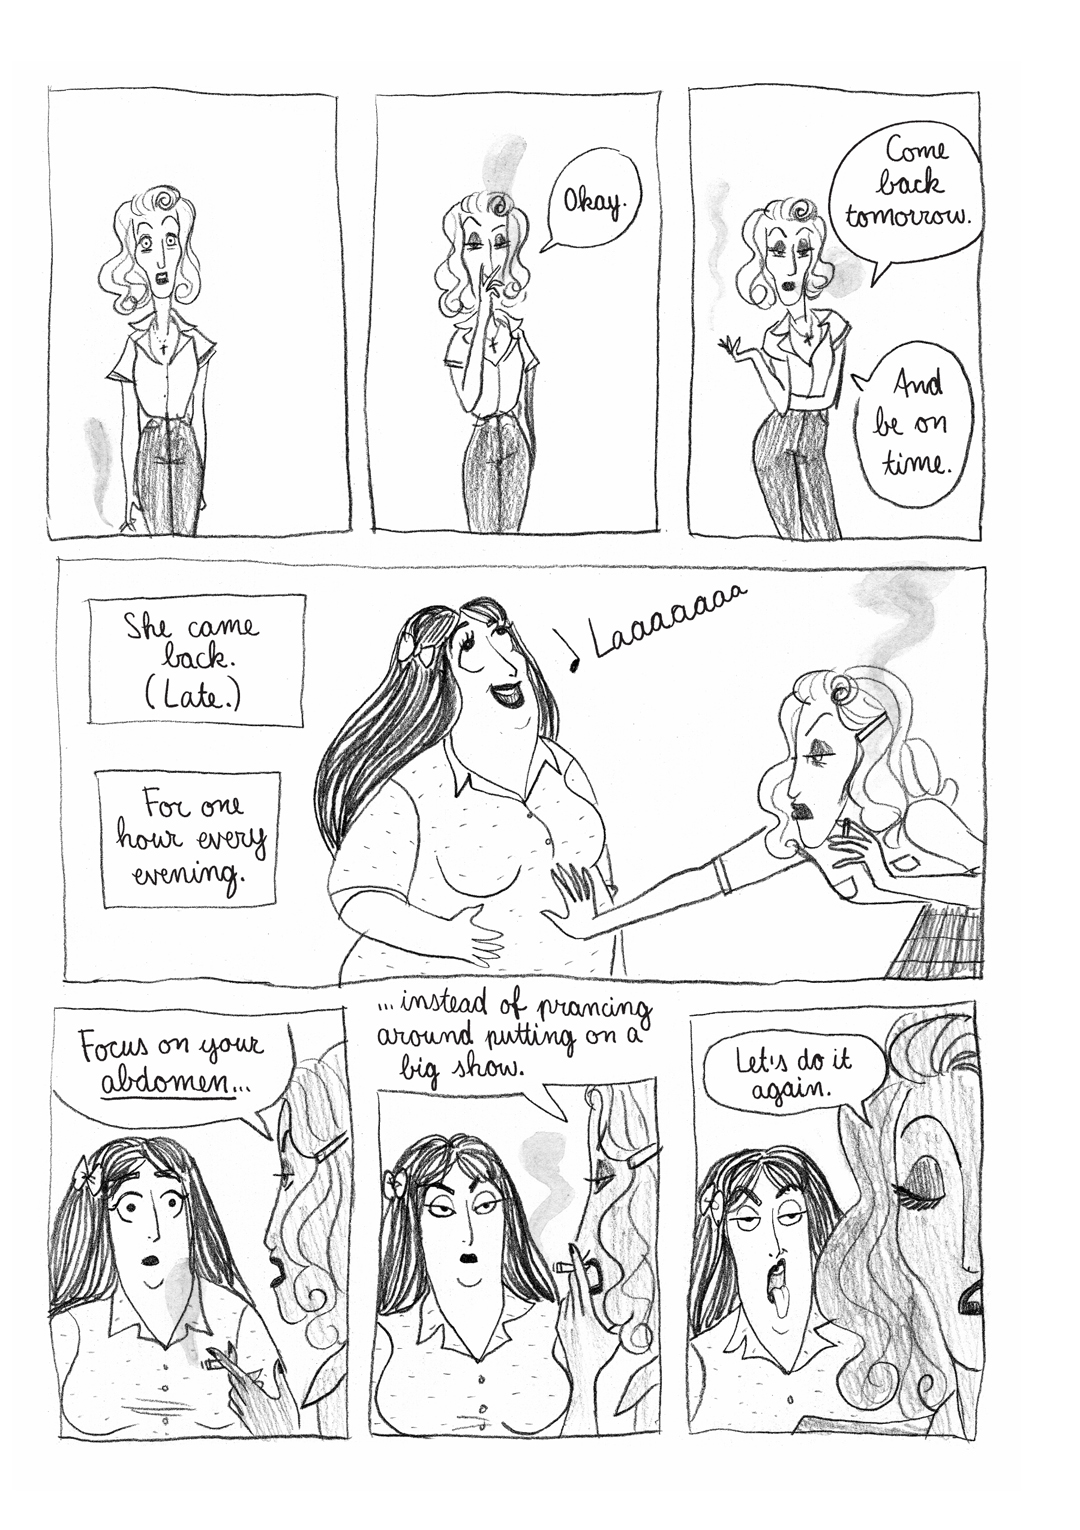 Okay.
Come
back
tomorrow.
And
be on
time.
She came
back.
(Late.)
Laaaaaaa
For one
hour every
evening.
Focus on your
abdomen...
...instead of prancing
around putting on a
big show.
Let's do it
again.